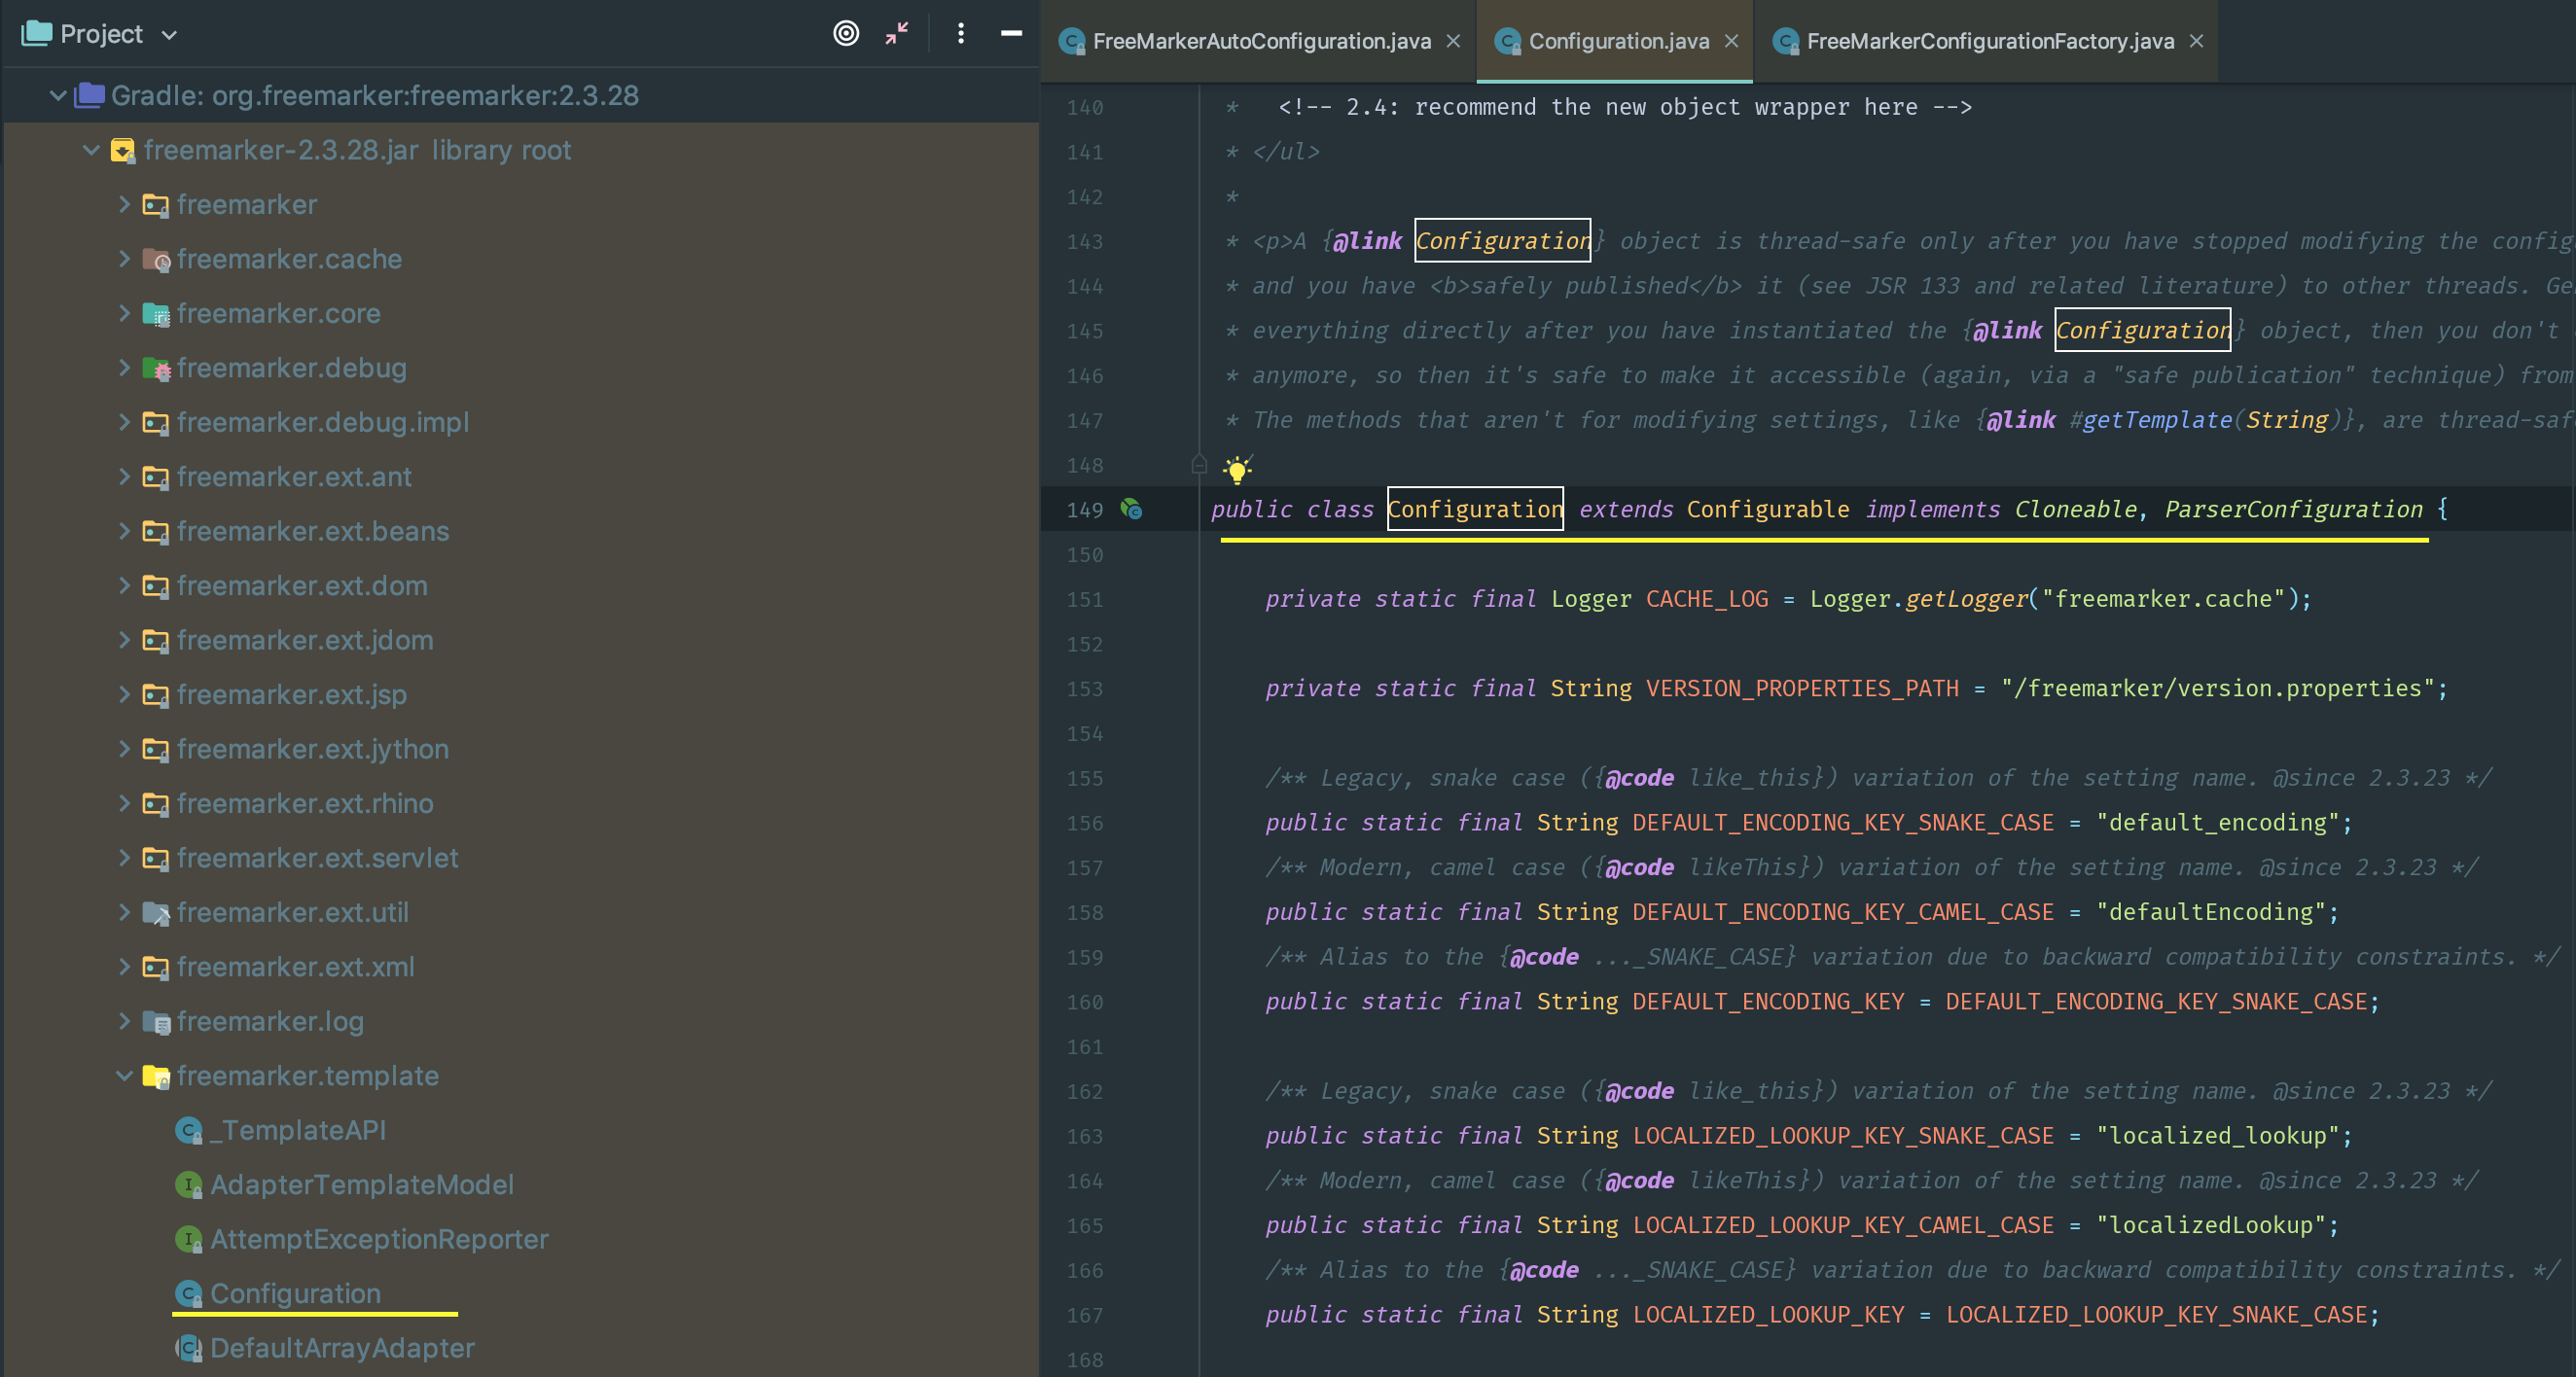 Project
Gradle: org.freemarker:freemarker:2.3.28
freemarker-2.3.28.jar library root
freemarker
freemarker.cache
freemarker.core
freemarker.debug
freemarker.debug.impl
freemarker.ext.ant
freemarker.ext.beans
freemarker.ext.dom
freemarker.ext.jdom
freemarker.ext.jsp
freemarker.ext.jython
freemarker.ext.rhino
freemarker.ext.servlet
freemarker.ext.util
freemarker.ext.xml
freemarker.log
freemarker.template
_TemplateAPI
AdapterTemplateModel
AttemptExceptionReporter
Configuration
DefaultArrayAdapter
FreeMarkerAutoConfiguration.java Configuration.java FreeMarkerConfigurationFactory.java
140 * <!-- 2.4: recommend the new object wrapper here -->
141 * </ul>
142 *
143 * <p>A {@link Configuration} object is thread-safe only after you have stopped modifying the config
144 * and you have <b>safely published</b> it (see JSR 133 and related literature) to other threads. Ge
145 * everything directly after you have instantiated the {@link Configuration} object, then you don't
146 * anymore, so then it's safe to make it accessible (again, via a "safe publication" technique) from
147 * The methods that aren't for modifying settings, like {@link #getTemplate(String)}, are thread-saf
148
149 public class Configuration extends Configurable implements Cloneable, ParserConfiguration {
150
151 private static final Logger CACHE_LOG = Logger.getLogger("freemarker.cache");
152
153 private static final String VERSION_PROPERTIES_PATH = "/freemarker/version.properties";
154
155 /** Legacy, snake case ({@code like_this}) variation of the setting name. @since 2.3.23 */
156 public static final String DEFAULT_ENCODING_KEY_SNAKE_CASE = "default_encoding";
157 /** Modern, camel case ({@code likeThis}) variation of the setting name. @since 2.3.23 */
158 public static final String DEFAULT_ENCODING_KEY_CAMEL_CASE = "defaultEncoding";
159 /** Alias to the {@code ..._SNAKE_CASE} variation due to backward compatibility constraints. */
160 public static final String DEFAULT_ENCODING_KEY = DEFAULT_ENCODING_KEY_SNAKE_CASE;
161
162 /** Legacy, snake case ({@code like_this}) variation of the setting name. @since 2.3.23 */
163 public static final String LOCALIZED_LOOKUP_KEY_SNAKE_CASE = "localized_lookup";
164 /** Modern, camel case ({@code likeThis}) variation of the setting name. @since 2.3.23 */
165 public static final String LOCALIZED_LOOKUP_KEY_CAMEL_CASE = "localizedLookup";
166 /** Alias to the {@code ..._SNAKE_CASE} variation due to backward compatibility constraints. */
167 public static final String LOCALIZED_LOOKUP_KEY = LOCALIZED_LOOKUP_KEY_SNAKE_CASE;
168